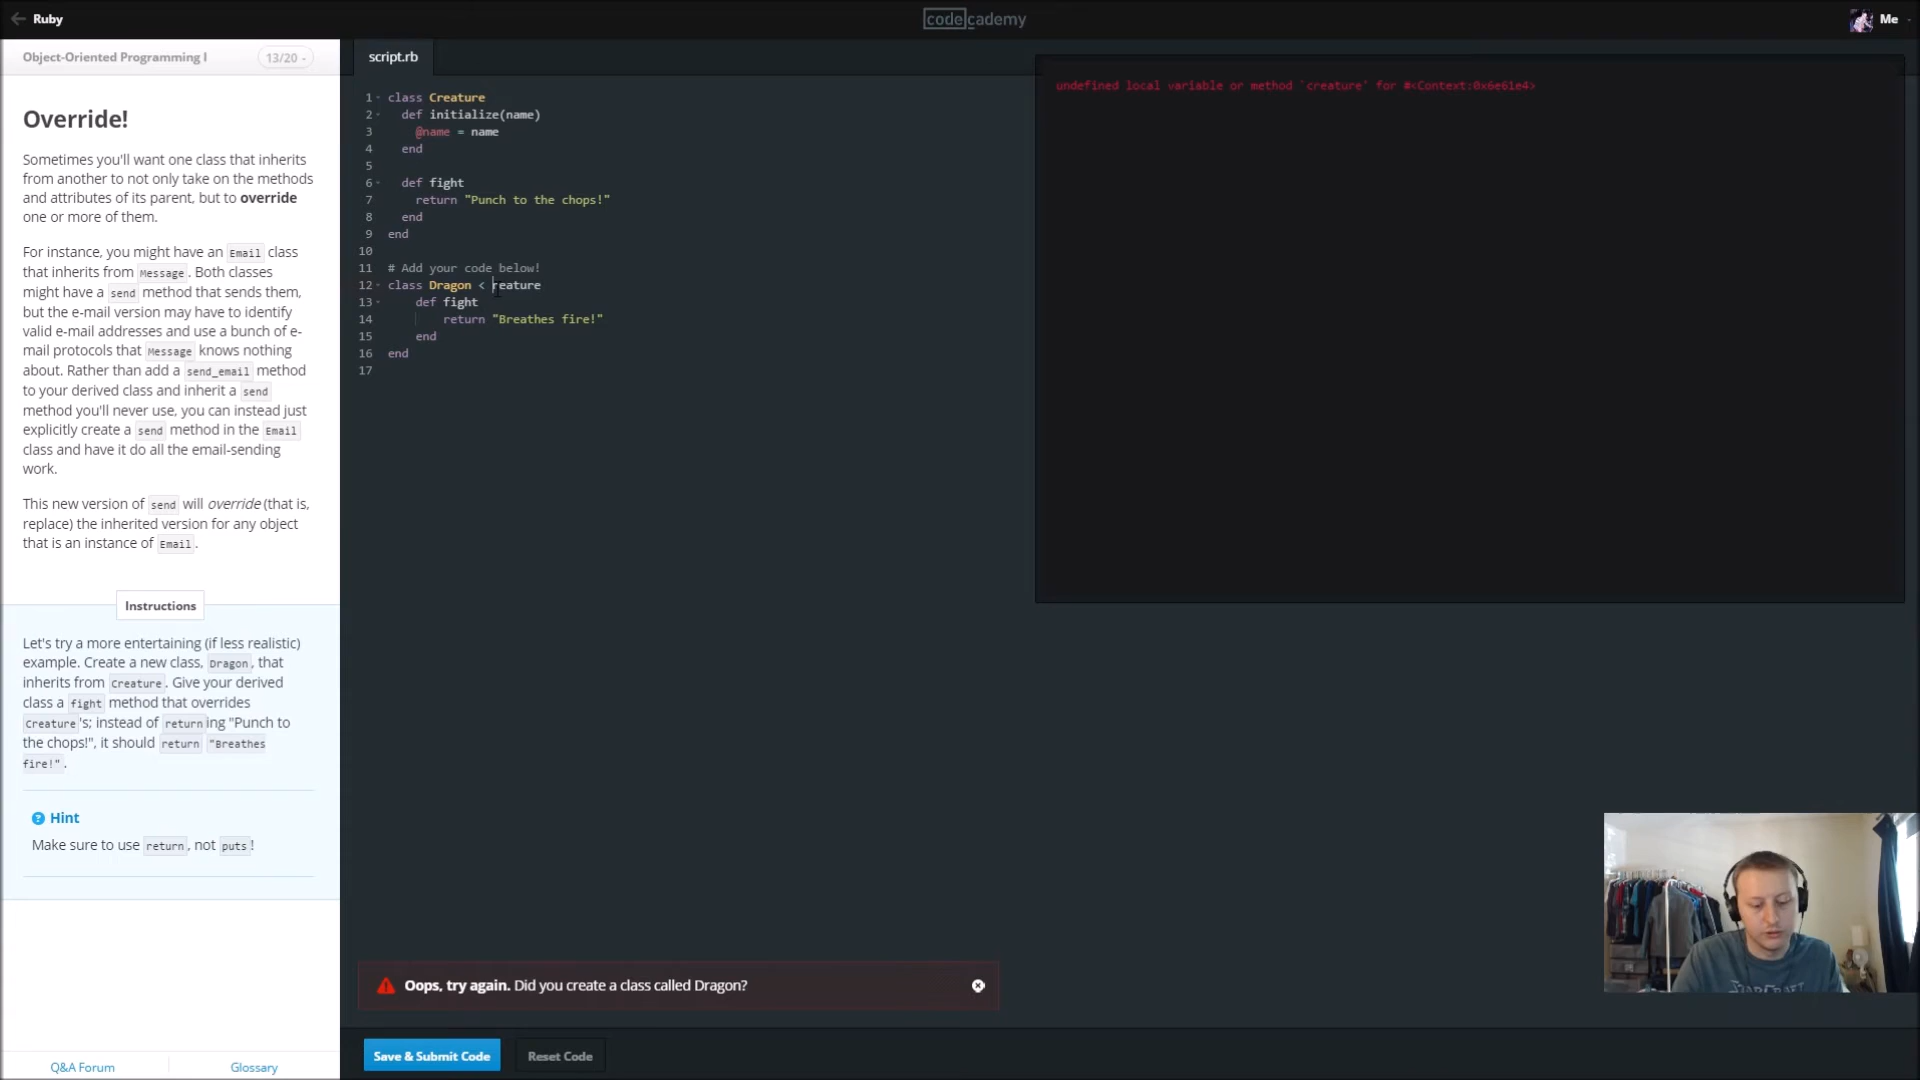 Ruby
codecademy
Me
Object-Oriented Programming I
13/20
script.rb
Override!
Sometimes you'll want one class that inherits
from another to not only take on the methods
and attributes of its parent, but to override
one or more of them.
For instance, you might have an Email class
that inherits from Message. Both classes
might have a send method that sends them,
but the e-mail version may have to identify
valid e-mail addresses and use a bunch of e-
mail protocols that Message knows nothing
about. Rather than add a send_email method
to your derived class and inherit a send
method you'll never use, you can instead just
explicitly create a send method in the Email
class and have it do all the email-sending
work.
This new version of send will override (that is,
replace) the inherited version for any object
that is an instance of Email.
Instructions
Let's try a more entertaining (if less realistic)
example. Create a new class, Dragon, that
inherits from Creature. Give your derived
class a fight method that overrides
Creature's; instead of returning "Punch to
the chops!", it should return "Breathes
fire!".
Hint
Make sure to use return, not puts!
Q&A Forum
Glossary
1 class Creature
2 def initialize(name)
3 @name = name
4 end
5
6 def fight
7 return "Punch to the chops!"
8 end
9 end
10
11 # Add your code below!
12 class Dragon < reature
13 def fight
14 return "Breathes fire!"
15 end
16 end
17
undefined local variable or method `creature' for #<Context:0x6e61e4>
Oops, try again. Did you create a class called Dragon?
Save & Submit Code
Reset Code
STARCRAFT